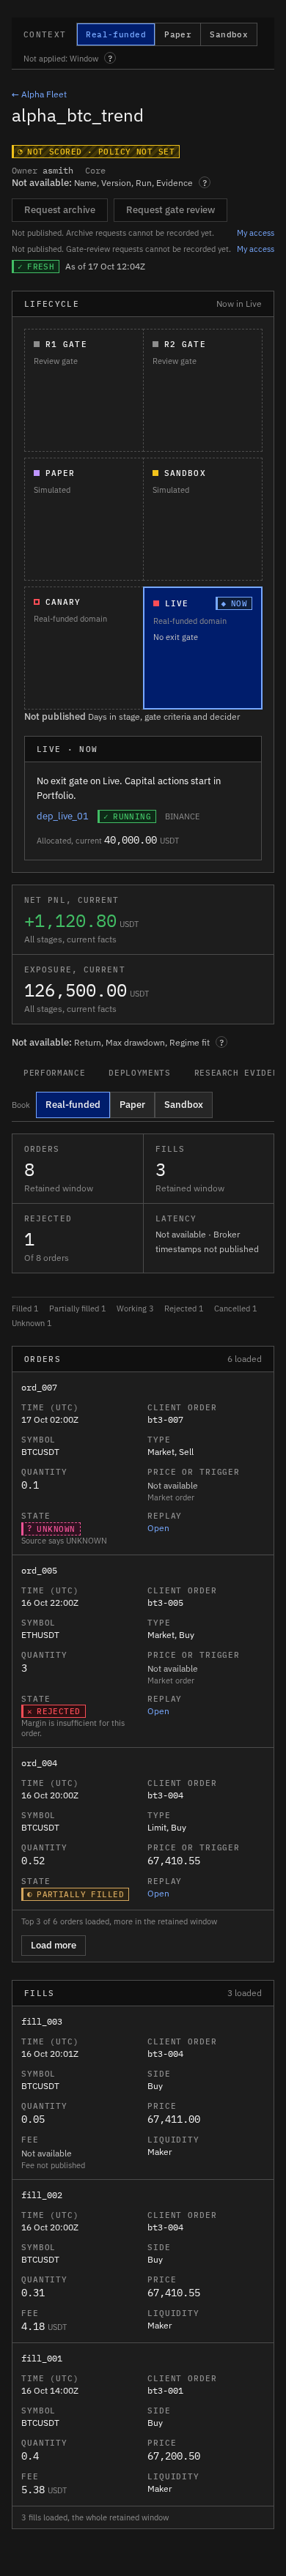 CONTEXT Real-funded Paper Sandbox
Not applied: Window ?
← Alpha Fleet
alpha_btc_trend
◔ NOT SCORED · POLICY NOT SET
Owner asmith Core
Not available: Name, Version, Run, Evidence ?
Request archive Request gate review
Not published. Archive requests cannot be recorded yet. My access
Not published. Gate-review requests cannot be recorded yet. My access
✓ FRESH As of 17 Oct 12:04Z
LIFECYCLE Now in Live
R1 GATE R2 GATE
Review gate Review gate
PAPER SANDBOX
Simulated Simulated
CANARY LIVE ◆ NOW
Real-funded domain Real-funded domain
No exit gate
Not published Days in stage, gate criteria and decider
LIVE · NOW
No exit gate on Live. Capital actions start in
Portfolio.
dep_live_01 ✓ RUNNING BINANCE
Allocated, current 40,000.00 USDT
NET PNL, CURRENT
+1,120.80 USDT
All stages, current facts
EXPOSURE, CURRENT
126,500.00 USDT
All stages, current facts
Not available: Return, Max drawdown, Regime fit ?
PERFORMANCE DEPLOYMENTS RESEARCH EVIDE
Book Real-funded Paper Sandbox
ORDERS FILLS
8 3
Retained window Retained window
REJECTED LATENCY
1 Not available · Broker
timestamps not published
Of 8 orders
Filled 1 Partially filled 1 Working 3 Rejected 1 Cancelled 1
Unknown 1
ORDERS 6 loaded
ord_007
TIME (UTC) CLIENT ORDER
17 Oct 02:00Z bt3-007
SYMBOL TYPE
BTCUSDT Market, Sell
QUANTITY PRICE OR TRIGGER
0.1 Not available
Market order
STATE REPLAY
? UNKNOWN Open
Source says UNKNOWN
ord_005
TIME (UTC) CLIENT ORDER
16 Oct 22:00Z bt3-005
SYMBOL TYPE
ETHUSDT Market, Buy
QUANTITY PRICE OR TRIGGER
3 Not available
Market order
STATE REPLAY
✕ REJECTED Open
Margin is insufficient for this
order.
ord_004
TIME (UTC) CLIENT ORDER
16 Oct 20:00Z bt3-004
SYMBOL TYPE
BTCUSDT Limit, Buy
QUANTITY PRICE OR TRIGGER
0.52 67,410.55
STATE REPLAY
◐ PARTIALLY FILLED Open
Top 3 of 6 orders loaded, more in the retained window
Load more
FILLS 3 loaded
fill_003
TIME (UTC) CLIENT ORDER
16 Oct 20:01Z bt3-004
SYMBOL SIDE
BTCUSDT Buy
QUANTITY PRICE
0.05 67,411.00
FEE LIQUIDITY
Not available Maker
Fee not published
fill_002
TIME (UTC) CLIENT ORDER
16 Oct 20:00Z bt3-004
SYMBOL SIDE
BTCUSDT Buy
QUANTITY PRICE
0.31 67,410.55
FEE LIQUIDITY
4.18 USDT Maker
fill_001
TIME (UTC) CLIENT ORDER
16 Oct 14:00Z bt3-001
SYMBOL SIDE
BTCUSDT Buy
QUANTITY PRICE
0.4 67,200.50
FEE LIQUIDITY
5.38 USDT Maker
3 fills loaded, the whole retained window